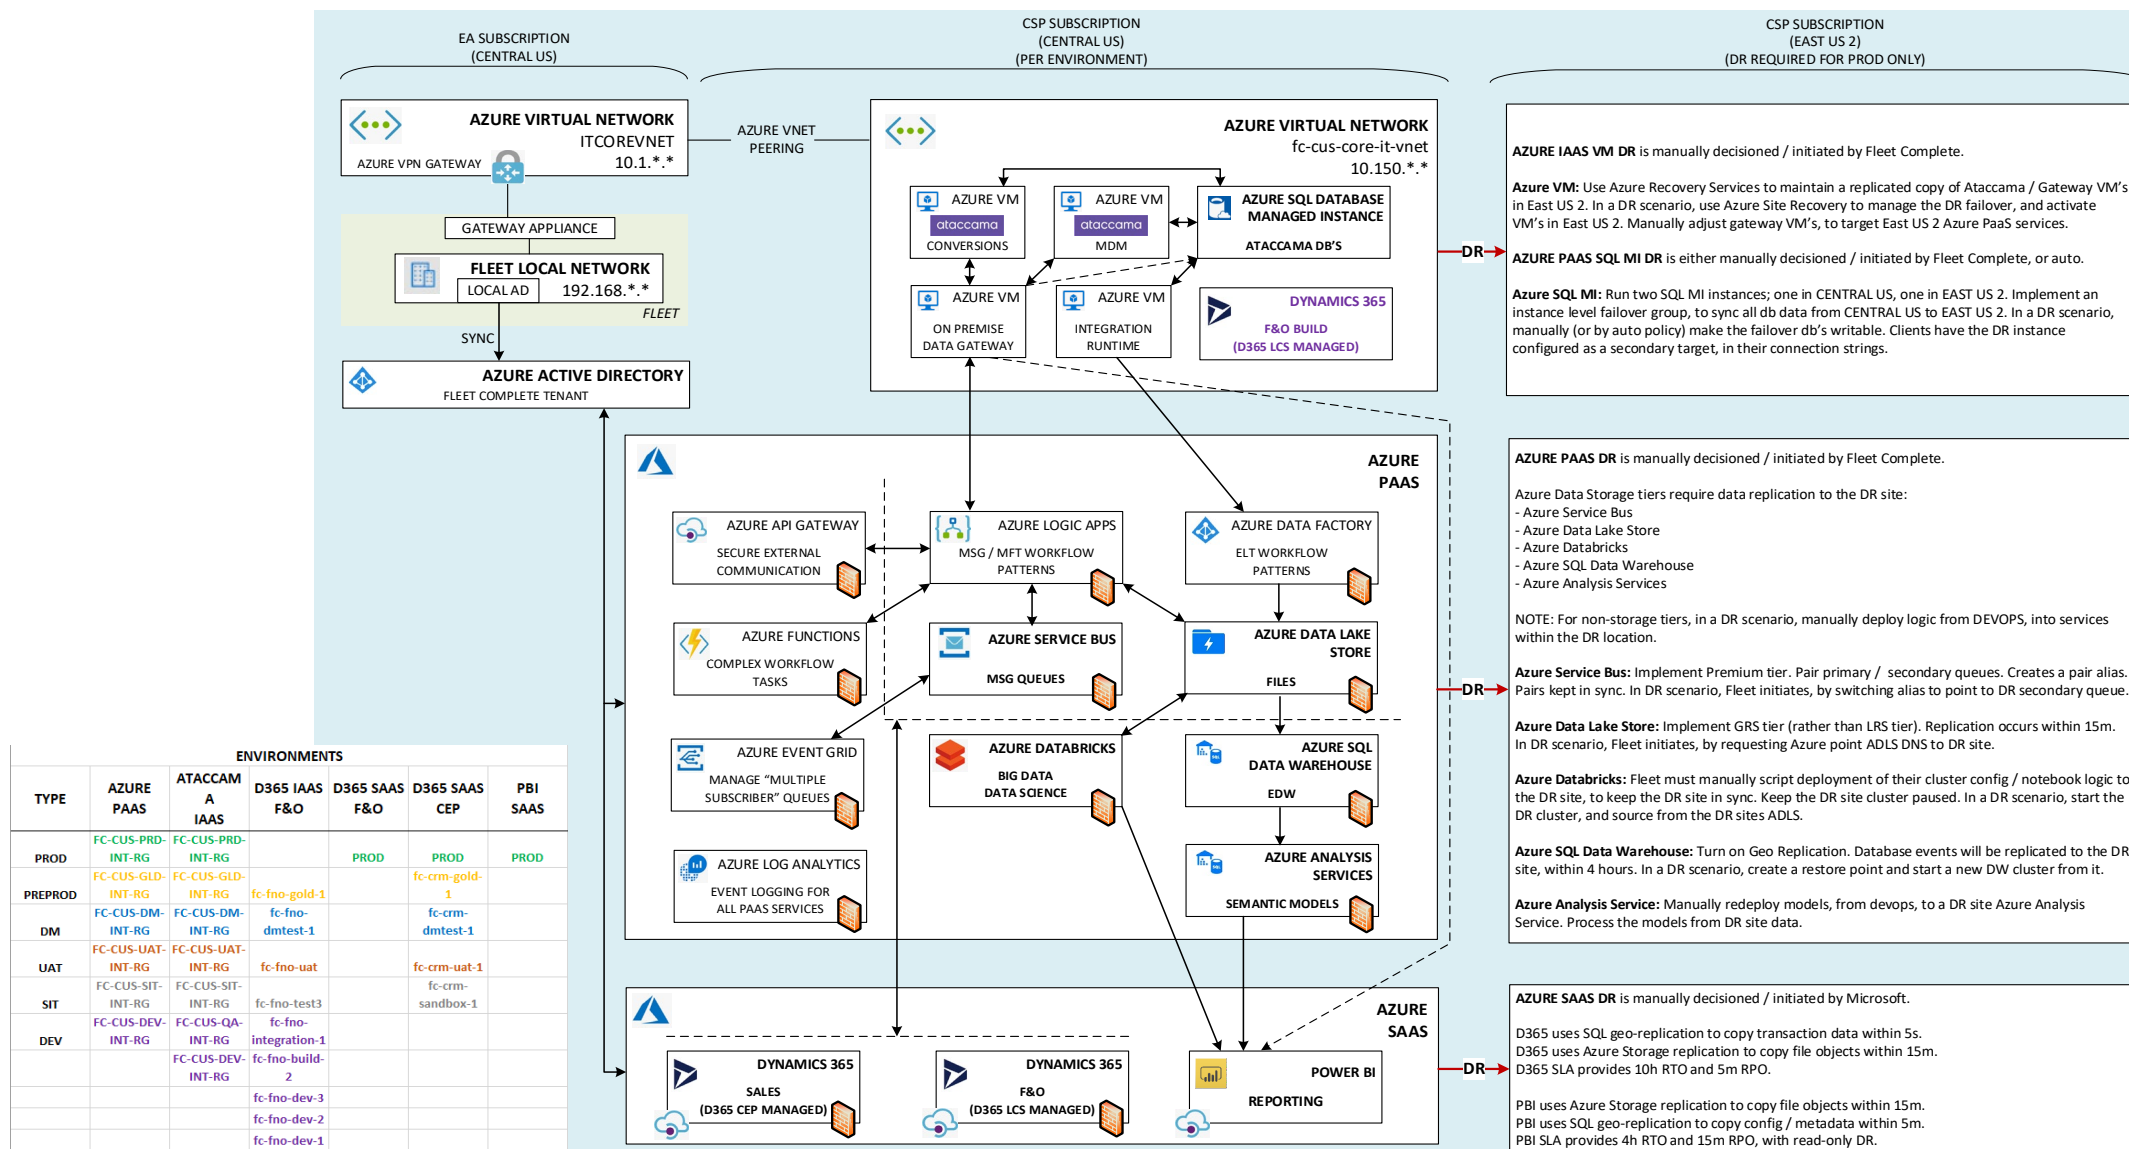 EA SUBSCRIPTION
(CENTRAL US)
CSP SUBSCRIPTION
(CENTRAL US)
(PER ENVIRONMENT)
CSP SUBSCRIPTION
(EAST US 2)
(DR REQUIRED FOR PROD ONLY)
AZURE VIRTUAL NETWORK
ITCOREVNET
10.1.*.*
AZURE VPN GATEWAY
AZURE VNET
PEERING
GATEWAY APPLIANCE
FLEET LOCAL NETWORK
LOCAL AD
192.168.*.*
FLEET
SYNC
AZURE ACTIVE DIRECTORY
FLEET COMPLETE TENANT
AZURE VIRTUAL NETWORK
fc-cus-core-it-vnet
10.150.*.*
AZURE VM
ataccama
CONVERSIONS
AZURE VM
ataccama
MDM
AZURE SQL DATABASE
MANAGED INSTANCE
ATACCAMA DB'S
AZURE VM
ON PREMISE
DATA GATEWAY
AZURE VM
INTEGRATION
RUNTIME
DYNAMICS 365
F&O BUILD
(D365 LCS MANAGED)
DR
AZURE IAAS VM DR is manually decisioned / initiated by Fleet Complete.
Azure VM: Use Azure Recovery Services to maintain a replicated copy of Ataccama / Gateway VM's
in East US 2. In a DR scenario, use Azure Site Recovery to manage the DR failover, and activate
VM's in East US 2. Manually adjust gateway VM's, to target East US 2 Azure PaaS services.
AZURE PAAS SQL MI DR is either manually decisioned / initiated by Fleet Complete, or auto.
Azure SQL MI: Run two SQL MI instances; one in CENTRAL US, one in EAST US 2. Implement an
instance level failover group, to sync all db data from CENTRAL US to EAST US 2. In a DR scenario,
manually (or by auto policy) make the failover db's writable. Clients have the DR instance
configured as a secondary target, in their connection strings.
AZURE
PAAS
AZURE API GATEWAY
SECURE EXTERNAL
COMMUNICATION
AZURE LOGIC APPS
MSG / MFT WORKFLOW
PATTERNS
AZURE DATA FACTORY
ELT WORKFLOW
PATTERNS
AZURE FUNCTIONS
COMPLEX WORKFLOW
TASKS
AZURE SERVICE BUS
MSG QUEUES
AZURE DATA LAKE
STORE
FILES
AZURE EVENT GRID
MANAGE "MULTIPLE
SUBSCRIBER" QUEUES
AZURE DATABRICKS
BIG DATA
DATA SCIENCE
AZURE SQL
DATA WAREHOUSE
EDW
AZURE LOG ANALYTICS
EVENT LOGGING FOR
ALL PAAS SERVICES
AZURE ANALYSIS
SERVICES
SEMANTIC MODELS
DR
AZURE PAAS DR is manually decisioned / initiated by Fleet Complete.
Azure Data Storage tiers require data replication to the DR site:
- Azure Service Bus
- Azure Data Lake Store
- Azure Databricks
- Azure SQL Data Warehouse
- Azure Analysis Services
NOTE: For non-storage tiers, in a DR scenario, manually deploy logic from DEVOPS, into services
within the DR location.
Azure Service Bus: Implement Premium tier. Pair primary / secondary queues. Creates a pair alias.
Pairs kept in sync. In DR scenario, Fleet initiates, by switching alias to point to DR secondary queue.
Azure Data Lake Store: Implement GRS tier (rather than LRS tier). Replication occurs within 15m.
In DR scenario, Fleet initiates, by requesting Azure point ADLS DNS to DR site.
Azure Databricks: Fleet must manually script deployment of their cluster config / notebook logic to
the DR site, to keep the DR site in sync. Keep the DR site cluster paused. In a DR scenario, start the
DR cluster, and source from the DR sites ADLS.
Azure SQL Data Warehouse: Turn on Geo Replication. Database events will be replicated to the DR
site, within 4 hours. In a DR scenario, create a restore point and start a new DW cluster from it.
Azure Analysis Service: Manually redeploy models, from devops, to a DR site Azure Analysis
Service. Process the models from DR site data.
ENVIRONMENTS
TYPE
AZURE
PAAS
ATACCAM
A
IAAS
D365 IAAS
F&O
D365 SAAS
F&O
D365 SAAS
CEP
PBI
SAAS
PROD
FC-CUS-PRD-
INT-RG
FC-CUS-PRD-
INT-RG
PROD
PROD
PROD
PREPROD
FC-CUS-GLD-
INT-RG
FC-CUS-GLD-
INT-RG
fc-fno-gold-1
fc-crm-gold-
1
DM
FC-CUS-DM-
INT-RG
FC-CUS-DM-
INT-RG
fc-fno-
dmtest-1
fc-crm-
dmtest-1
UAT
FC-CUS-UAT-
INT-RG
FC-CUS-UAT-
INT-RG
fc-fno-uat
fc-crm-uat-1
SIT
FC-CUS-SIT-
INT-RG
FC-CUS-SIT-
INT-RG
fc-fno-test3
fc-crm-
sandbox-1
DEV
FC-CUS-DEV-
INT-RG
FC-CUS-QA-
INT-RG
fc-fno-
integration-1
FC-CUS-DEV-
INT-RG
fc-fno-build-
2
fc-fno-dev-3
fc-fno-dev-2
fc-fno-dev-1
AZURE
SAAS
DYNAMICS 365
SALES
(D365 CEP MANAGED)
DYNAMICS 365
F&O
(D365 LCS MANAGED)
POWER BI
REPORTING
DR
AZURE SAAS DR is manually decisioned / initiated by Microsoft.
D365 uses SQL geo-replication to copy transaction data within 5s.
D365 uses Azure Storage replication to copy file objects within 15m.
D365 SLA provides 10h RTO and 5m RPO.
PBI uses Azure Storage replication to copy file objects within 15m.
PBI uses SQL geo-replication to copy config / metadata within 5m.
PBI SLA provides 4h RTO and 15m RPO, with read-only DR.